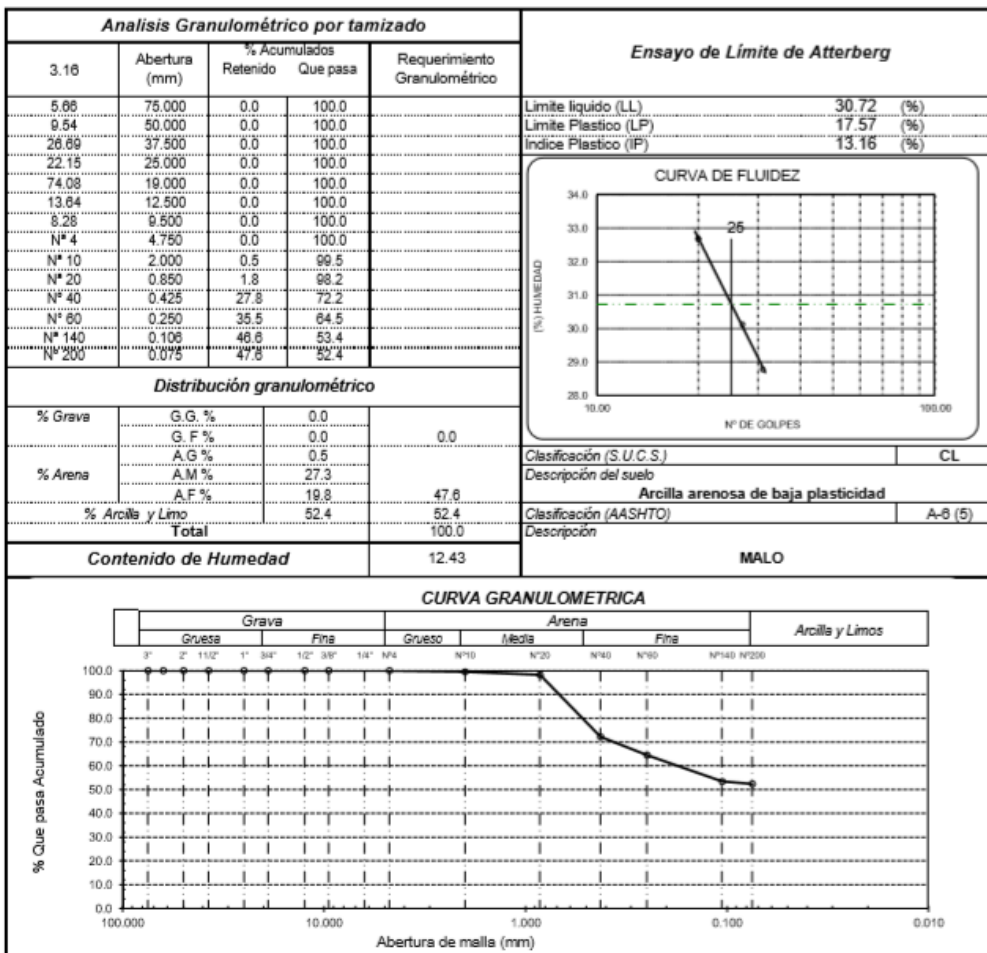 Analisis Granulométrico por tamizado
3.16 Abertura (mm) % Acumulados Retenido Que pasa Requerimiento Granulométrico
5.66 75.000 0.0 100.0
9.54 50.000 0.0 100.0
26.69 37.500 0.0 100.0
22.15 25.000 0.0 100.0
74.08 19.000 0.0 100.0
13.64 12.500 0.0 100.0
8.28 9.500 0.0 100.0
Nª 4 4.750 0.0 100.0
Nª 10 2.000 0.5 99.5
Nª 20 0.850 1.8 98.2
Nª 40 0.425 27.8 72.2
N° 60 0.250 35.5 64.5
Nª 140 0.106 46.6 53.4
Nª 200 0.075 47.6 52.4
Distribución granulométrico
% Grava G.G. % 0.0
G. F % 0.0 0.0
A.G % 0.5
% Arena A.M % 27.3
A.F % 19.8 47.6
% Arcilla y Limo 52.4 52.4
Total 100.0
Contenido de Humedad 12.43
Ensayo de Límite de Atterberg
Limite liquido (LL) 30.72 (%)
Limite Plastico (LP) 17.57 (%)
Indice Plastico (IP) 13.16 (%)
CURVA DE FLUIDEZ
34.0
33.0
32.0
31.0
30.0
29.0
28.0
25
(%) HUMEDAD
10.00 100.00
Nº DE GOLPES
Clasificación (S.U.C.S.) CL
Descripción del suelo
Arcilla arenosa de baja plasticidad
Clasificación (AASHTO) A-6 (5)
Descripción
MALO
CURVA GRANULOMETRICA
Grava Arena Arcilla y Limos
Gruesa Fina Grueso Media Fina
3" 2" 11/2" 1" 3/4" 1/2" 3/8" 1/4" Nº4 Nº10 Nº20 Nº40 Nº60 Nº140 Nº200
100.0
90.0
80.0
70.0
60.0
50.0
40.0
30.0
20.0
10.0
0.0
% Que pasa Acumulado
100.000 10.000 1.000 0.100 0.010
Abertura de malla (mm)